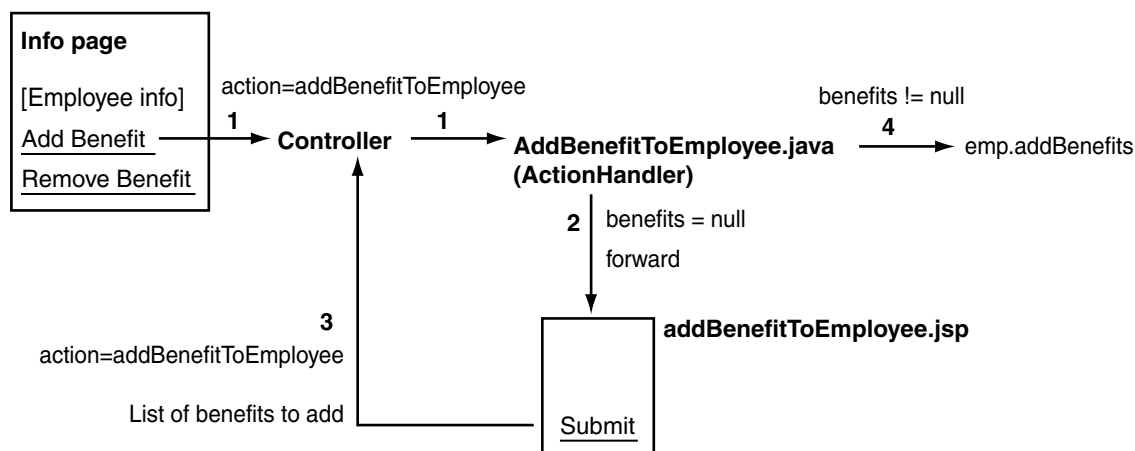 Info page
[Employee info]
Add Benefit
Remove Benefit
1
action=addBenefitToEmployee
Controller
1
AddBenefitToEmployee.java
(ActionHandler)
benefits != null
4
emp.addBenefits
2
benefits = null
forward
addBenefitToEmployee.jsp
Submit
3
action=addBenefitToEmployee
List of benefits to add